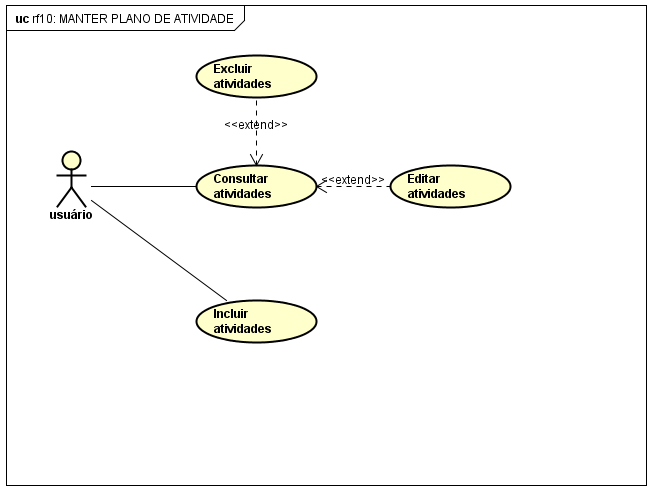 uc rf10: MANTER PLANO DE ATIVIDADE
Excluir
atividades
<<extend>>
Consultar
atividades
<<extend>>
Editar
atividades
usuário
Incluir
atividades